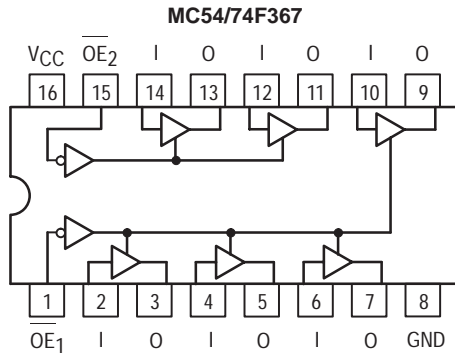 MC54/74F367
VCC OE2 I O I O I O
16 15 14 13 12 11 10 9
1 2 3 4 5 6 7 8
OE1 I O I O I O GND